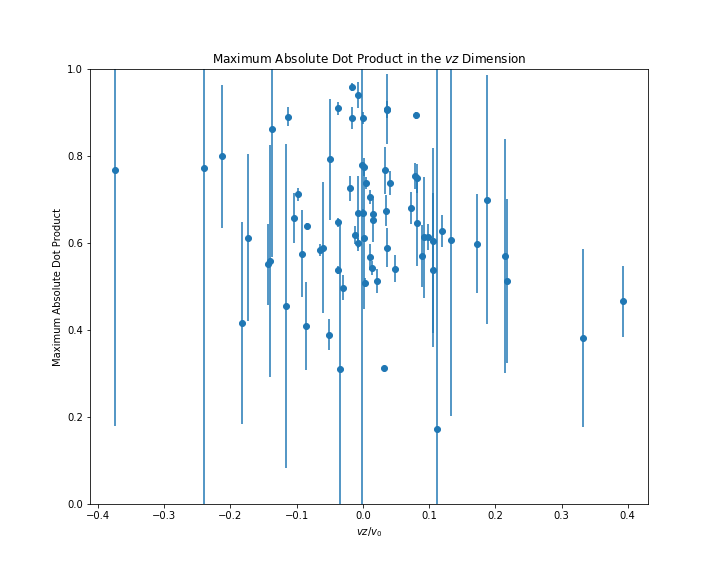 Maximum Absolute Dot Product in the vz Dimension
1.0
0.8
0.6
0.4
0.2
0.0
Maximum Absolute Dot Product
−0.4 −0.3 −0.2 −0.1 0.0 0.1 0.2 0.3 0.4
vz/v₀